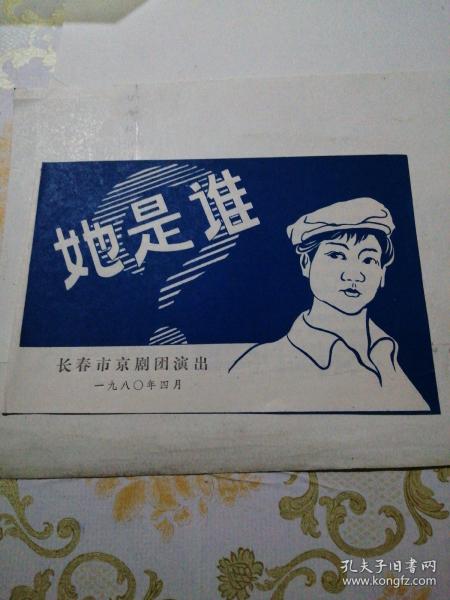 她是谁
?
长春市京剧团演出
一九八〇年四月
孔夫子旧书网
www.kongfz.com